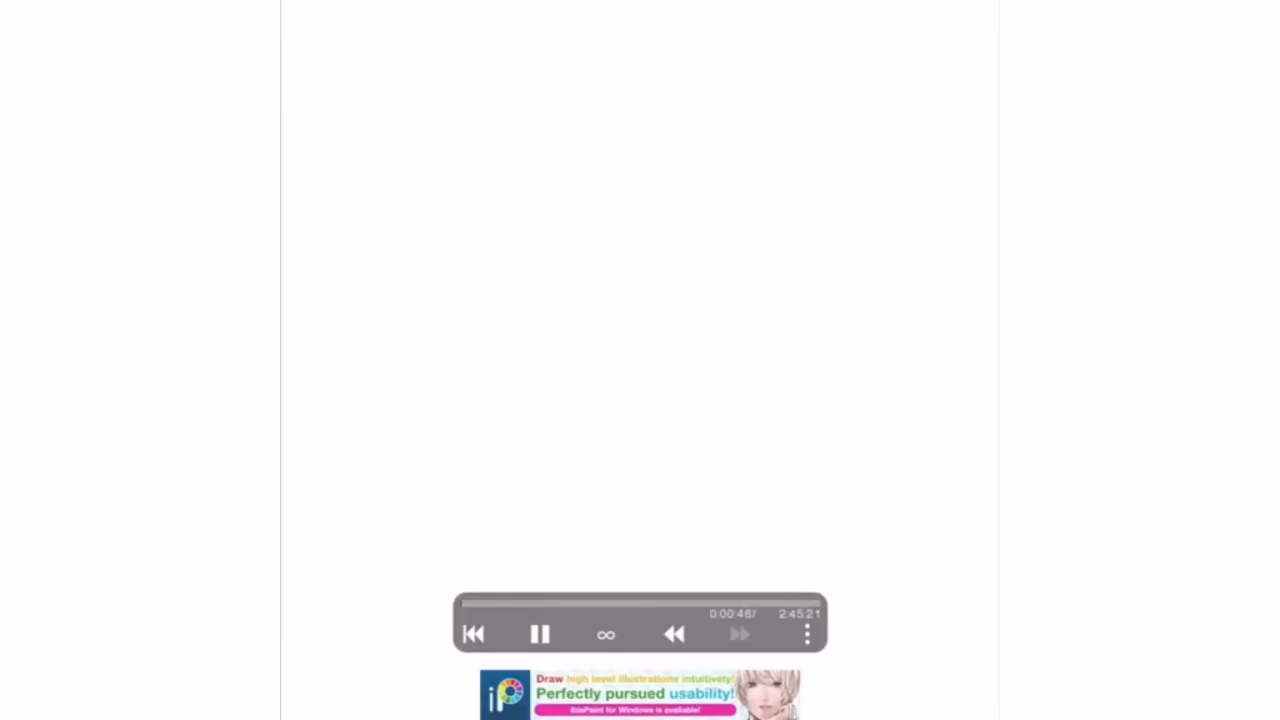 0:00:46/ 2:45:21
Draw high level illustrations intuitively!
iP
Perfectly pursued usability!
ibisPaint for Windows is available!